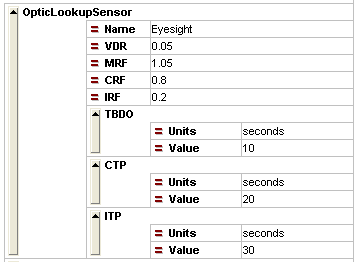 OpticLookupSensor
= Name Eyesight
= VDR 0.05
= MRF 1.05
= CRF 0.8
= IRF 0.2
TBDO
= Units seconds
= Value 10
CTP
= Units seconds
= Value 20
ITP
= Units seconds
= Value 30